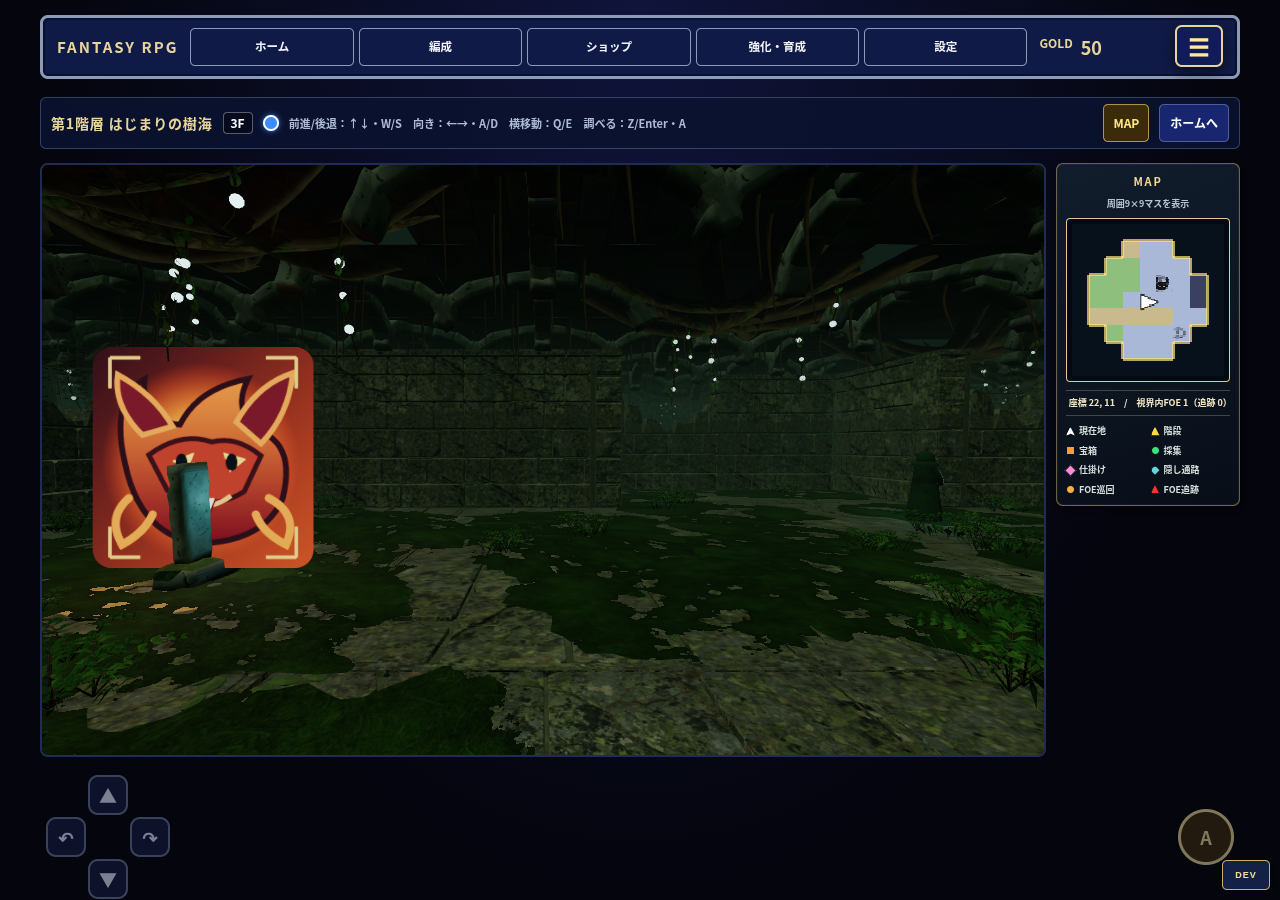 FANTASY RPG
ホーム
編成
ショップ
強化・育成
設定
GOLD 50
第1階層 はじまりの樹海
3F
前進/後退：↑↓・W/S 向き：←→・A/D 横移動：Q/E 調べる：Z/Enter・A
MAP
ホームへ
MAP
周囲9×9マスを表示
座標 22, 11 / 視界内FOE 1（追跡 0）
現在地
階段
宝箱
採集
仕掛け
隠し通路
FOE巡回
FOE追跡
A
DEV